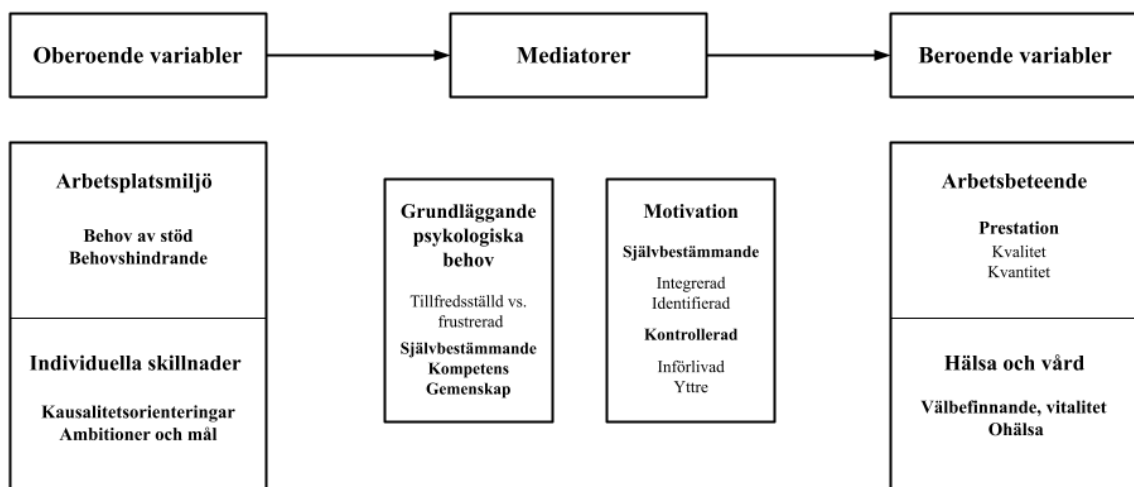 Oberoende variabler
Mediatorer
Beroende variabler
Arbetsplatsmiljö
Behov av stöd
Behovshindrande
Individuella skillnader
Kausalitetsorienteringar
Ambitioner och mål
Grundläggande
psykologiska
behov
Tillfredsställd vs.
frustrerad
Självbestämmande
Kompetens
Gemenskap
Motivation
Självbestämmande
Integrerad
Identifierad
Kontrollerad
Införlivad
Yttre
Arbetsbeteende
Prestation
Kvalitet
Kvantitet
Hälsa och vård
Välbefinnande, vitalitet
Ohälsa